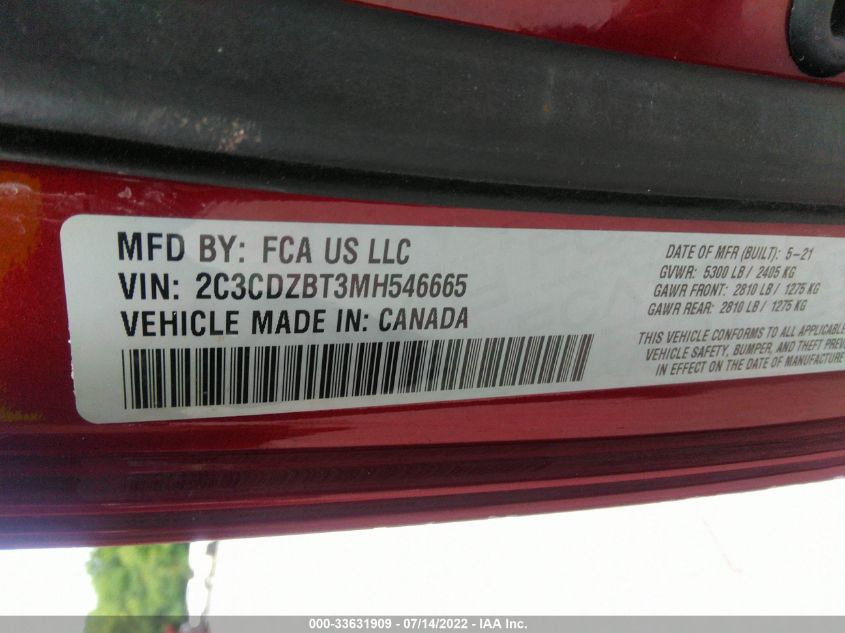 MFD BY: FCA US LLC
VIN: 2C3CDZBT3MH546665
VEHICLE MADE IN: CANADA
DATE OF MFR (BUILT): 5-21
GVWR: 5300 LB / 2405 KG
GAWR FRONT: 2810 LB / 1275 KG
GAWR REAR: 2810 LB / 1275 KG
THIS VEHICLE CONFORMS TO ALL APPLICABLE
VEHICLE SAFETY, BUMPER, AND THEFT PREV
IN EFFECT ON THE DATE OF MANUFACTURE
000-33631909 - 07/14/2022 - IAA Inc.